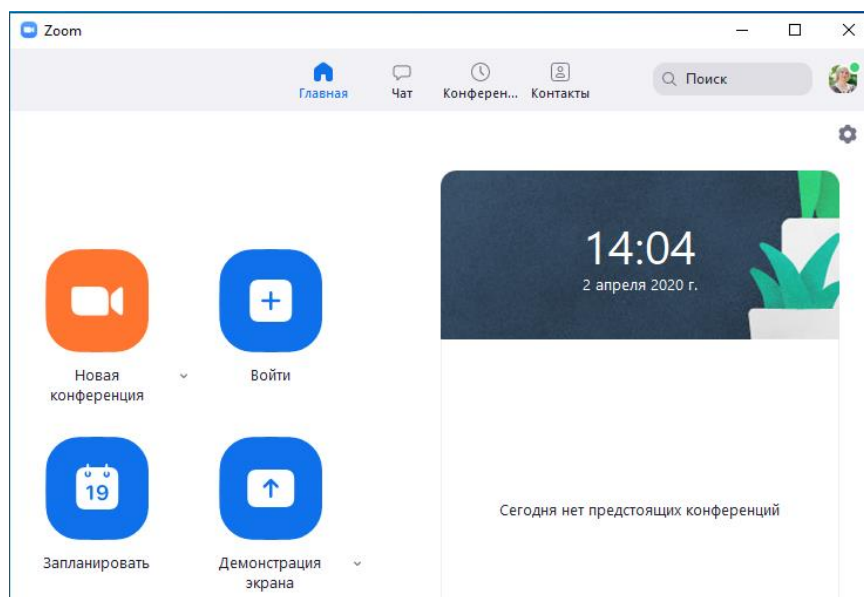 Zoom
Главная
Чат
Конферен...
Контакты
Поиск
14:04
2 апреля 2020 г.
Новая
конференция
Войти
19
Запланировать
Демонстрация
экрана
Сегодня нет предстоящих конференций